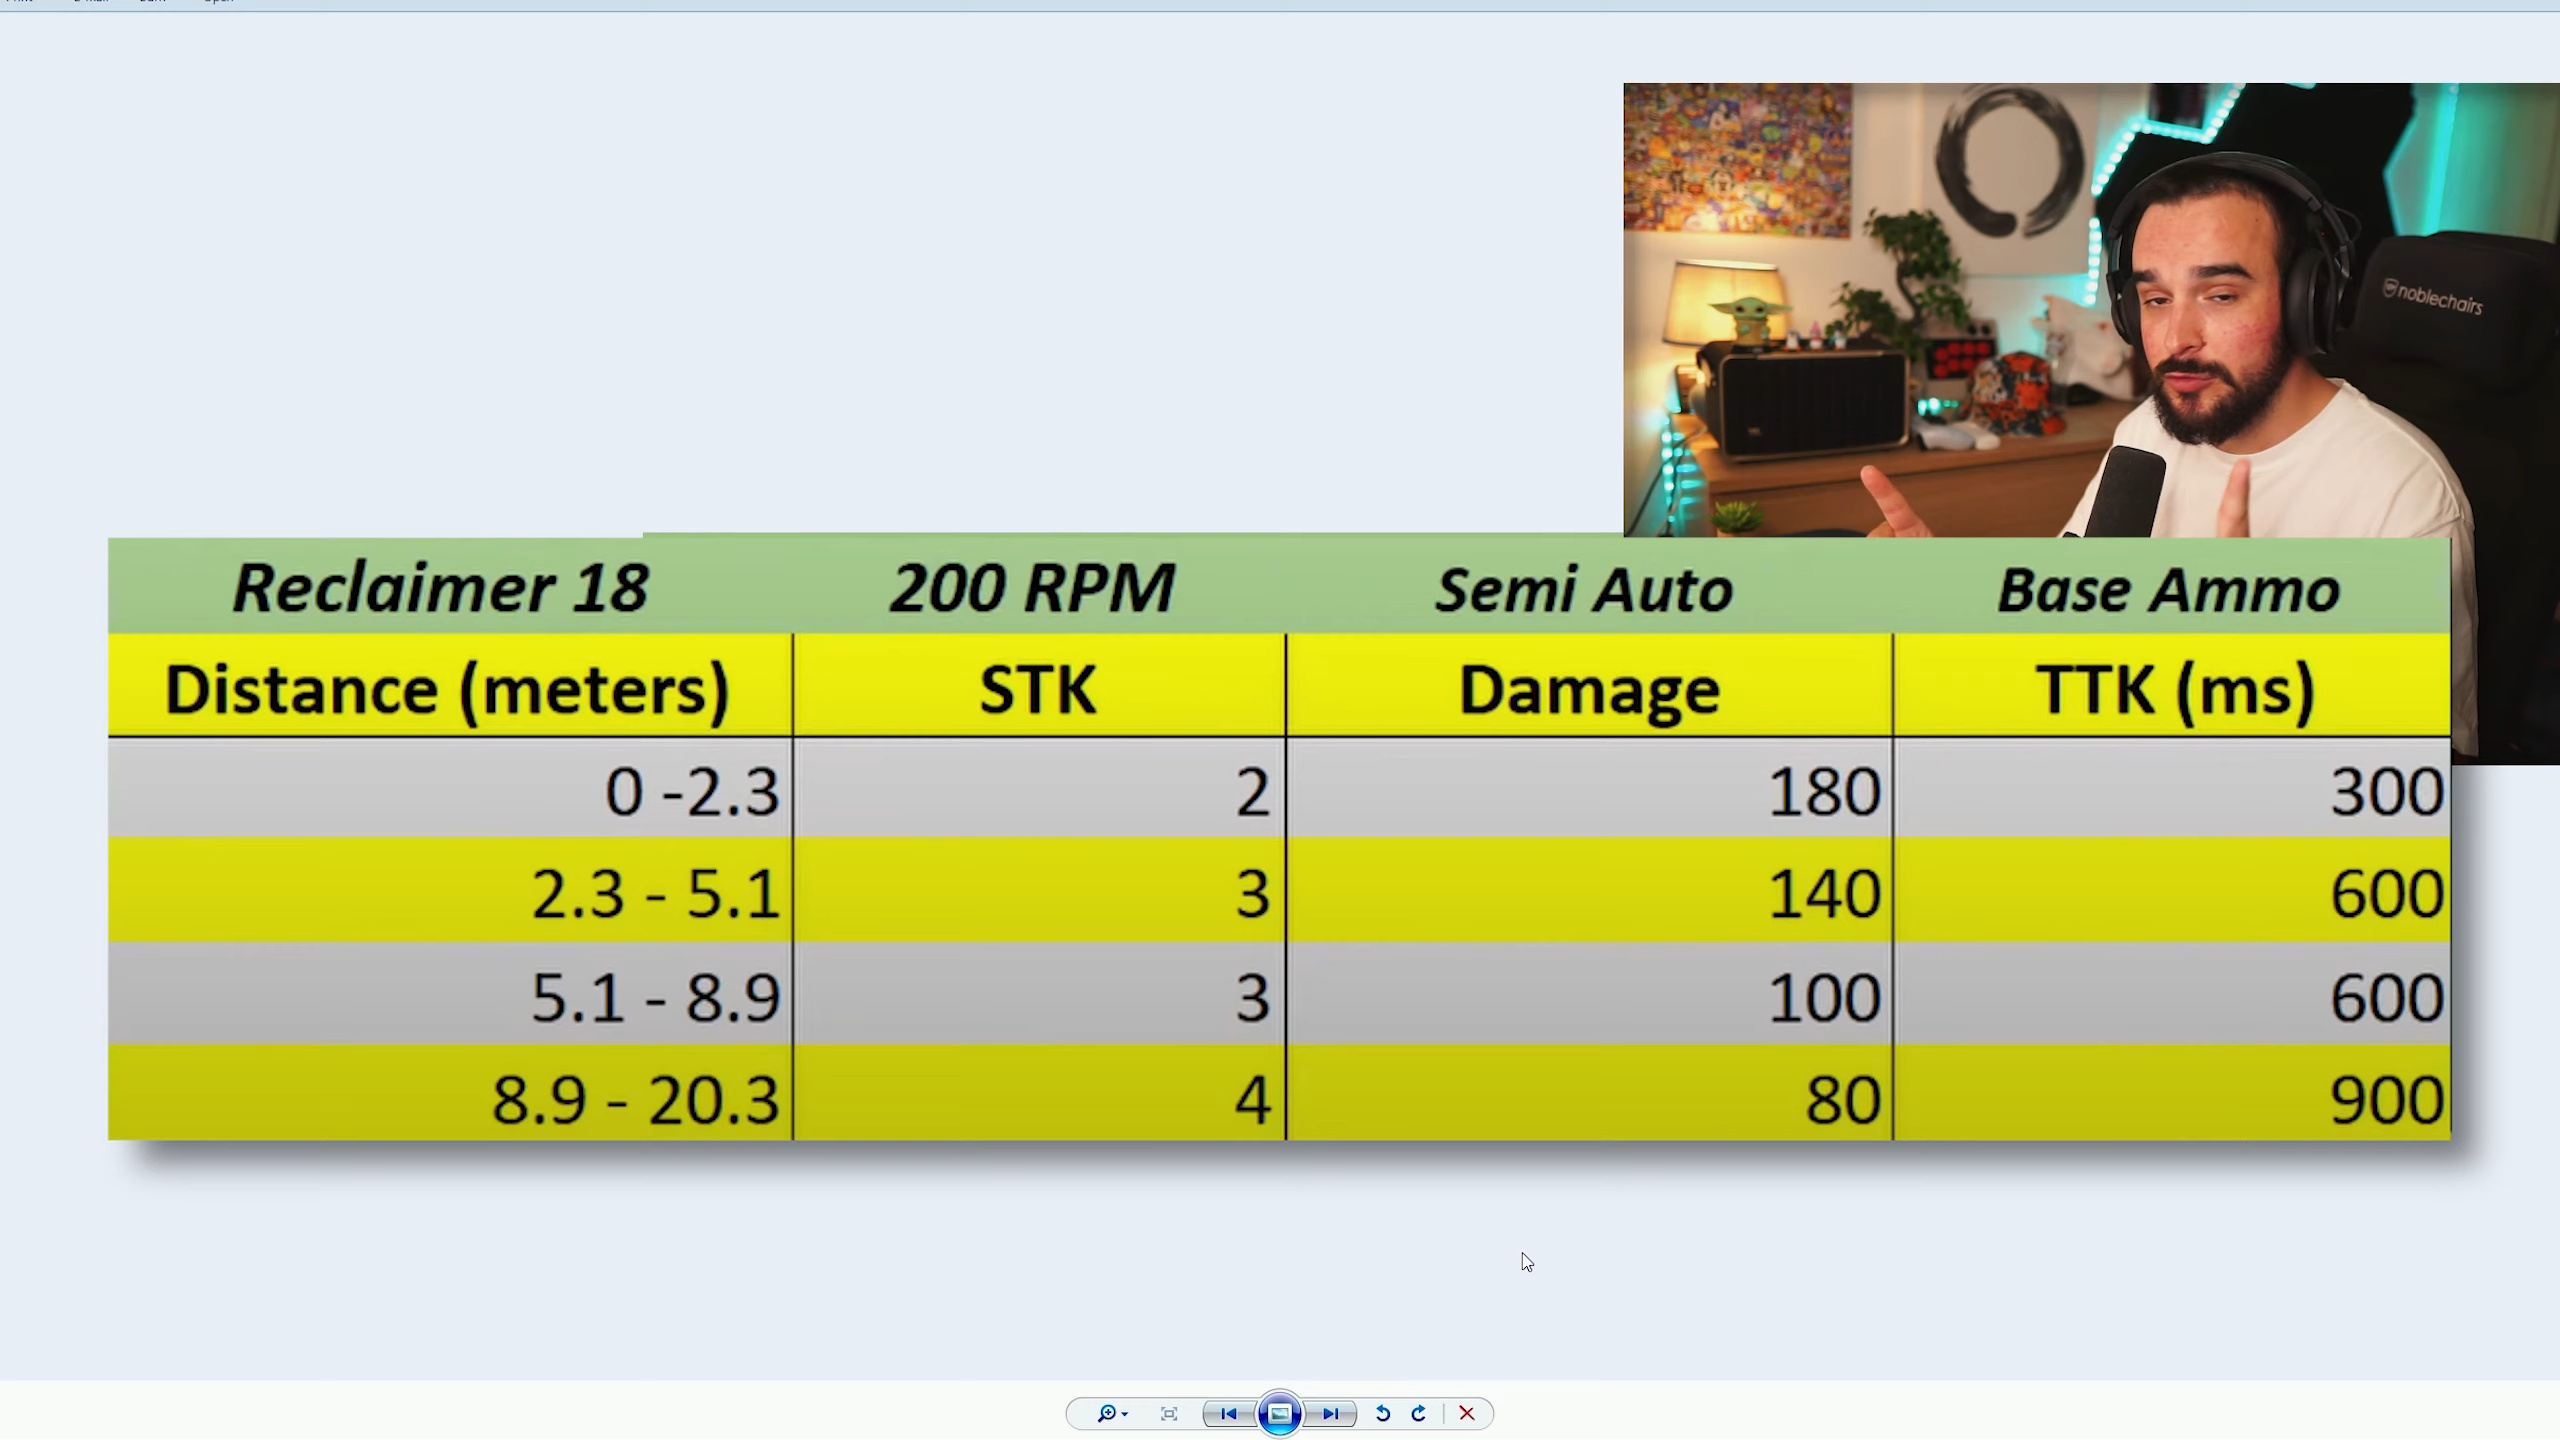 noblechairs
Reclaimer 18 200 RPM Semi Auto Base Ammo
Distance (meters) STK Damage TTK (ms)
0 -2.3 2 180 300
2.3 - 5.1 3 140 600
5.1 - 8.9 3 100 600
8.9 - 20.3 4 80 900